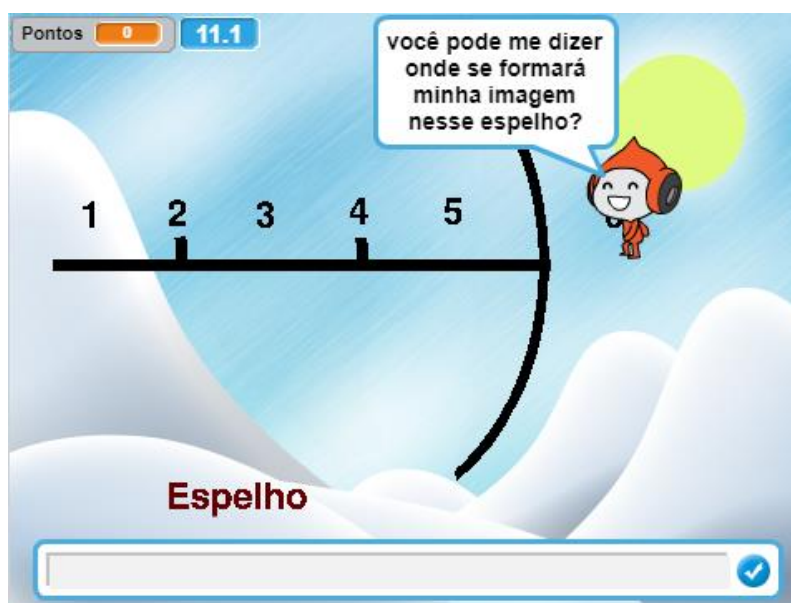 Pontos 0 11.1
você pode me dizer
onde se formará
minha imagem
nesse espelho?
1 2 3 4 5
Espelho